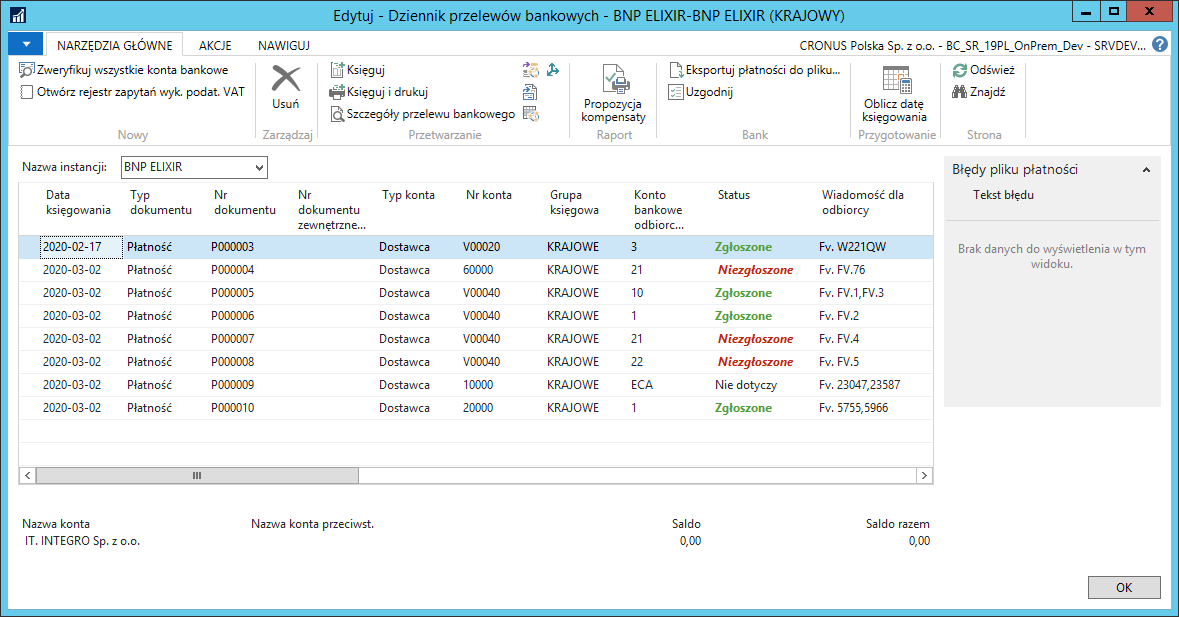 Edytuj - Dziennik przelewów bankowych - BNP ELIXIR-BNP ELIXIR (KRAJOWY)
NARZĘDZIA GŁÓWNE AKCJE NAWIGUJ CRONUS Polska Sp. z o.o. - BC_SR_19PL_OnPrem_Dev - SRVDEV...
Zweryfikuj wszystkie konta bankowe
Otwórz rejestr zapytań wyk. podat. VAT
Nowy
Usuń
Zarządzaj
Księguj
Księguj i drukuj
Szczegóły przelewu bankowego
Przetwarzanie
Propozycja
kompensaty
Raport
Eksportuj płatności do pliku...
Uzgodnij
Bank
Oblicz datę
księgowania
Przygotowanie
Odśwież
Znajdź
Strona
Nazwa instancji: BNP ELIXIR
Data księgowania Typ dokumentu Nr dokumentu Nr dokumentu zewnętrzne... Typ konta Nr konta Grupa księgowa Konto bankowe odbiorc... Status Wiadomość dla odbiorcy
2020-02-17 Płatność P000003 Dostawca V00020 KRAJOWE 3 Zgłoszone Fv. W221QW
2020-03-02 Płatność P000004 Dostawca 60000 KRAJOWE 21 Niezgłoszone Fv. FV.76
2020-03-02 Płatność P000005 Dostawca V00040 KRAJOWE 10 Zgłoszone Fv. FV.1,FV.3
2020-03-02 Płatność P000006 Dostawca V00040 KRAJOWE 1 Zgłoszone Fv. FV.2
2020-03-02 Płatność P000007 Dostawca V00040 KRAJOWE 21 Niezgłoszone Fv. FV.4
2020-03-02 Płatność P000008 Dostawca V00040 KRAJOWE 22 Niezgłoszone Fv. FV.5
2020-03-02 Płatność P000009 Dostawca 10000 KRAJOWE ECA Nie dotyczy Fv. 23047,23587
2020-03-02 Płatność P000010 Dostawca 20000 KRAJOWE 1 Zgłoszone Fv. 5755,5966
Błędy pliku płatności
Tekst błędu
Brak danych do wyświetlenia w tym
widoku.
Nazwa konta Nazwa konta przeciwst. Saldo Saldo razem
IT. INTEGRO Sp. z o.o. 0,00 0,00
OK